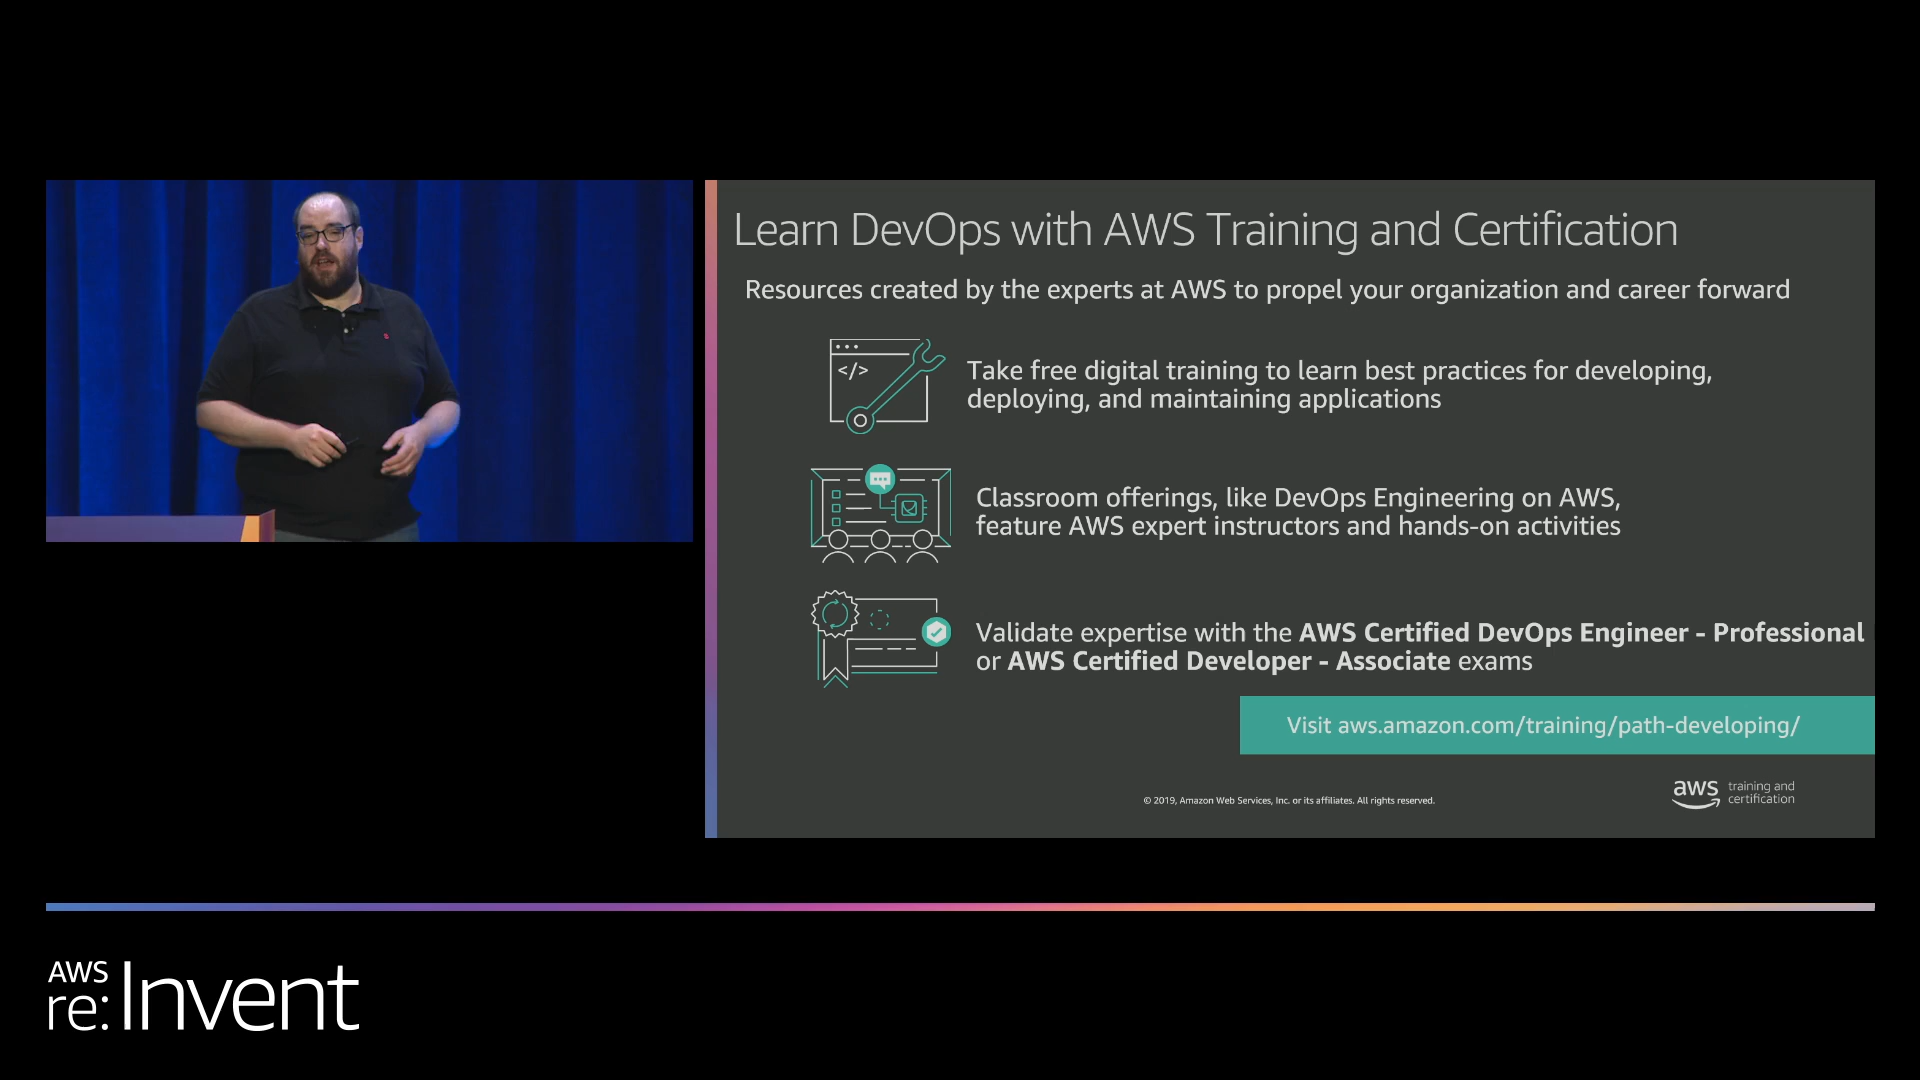 Learn DevOps with AWS Training and Certification
Resources created by the experts at AWS to propel your organization and career forward
</>
Take free digital training to learn best practices for developing,
deploying, and maintaining applications
Classroom offerings, like DevOps Engineering on AWS,
feature AWS expert instructors and hands-on activities
Validate expertise with the AWS Certified DevOps Engineer - Professional
or AWS Certified Developer - Associate exams
Visit aws.amazon.com/training/path-developing/
© 2019, Amazon Web Services, Inc. or its affiliates. All rights reserved.
aws training and
certification
AWS
re:Invent